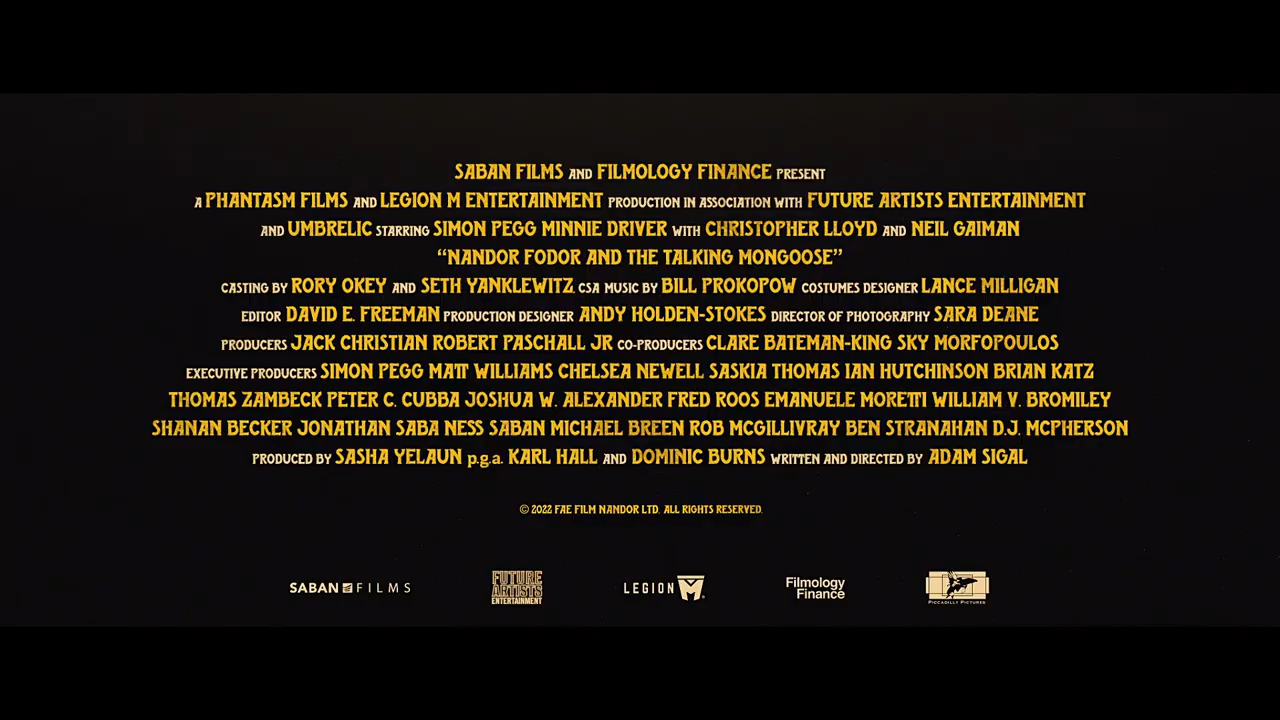 SABAN FILMS AND FILMOLOGY FINANCE PRESENT
A PHANTASM FILMS AND LEGION M ENTERTAINMENT PRODUCTION IN ASSOCIATION WITH FUTURE ARTISTS ENTERTAINMENT
AND UMBRELIC STARRING SIMON PEGG MINNIE DRIVER WITH CHRISTOPHER LLOYD AND NEIL GAIMAN
“NANDOR FODOR AND THE TALKING MONGOOSE”
CASTING BY RORY OKEY AND SETH YANKLEWITZ CSA MUSIC BY BILL PROKOPOW COSTUMES DESIGNER LANCE MILLIGAN
EDITOR DAVID E. FREEMAN PRODUCTION DESIGNER ANDY HOLDEN-STOKES DIRECTOR OF PHOTOGRAPHY SARA DEANE
PRODUCERS JACK CHRISTIAN ROBERT PASCHALL JR CO-PRODUCERS CLARE BATEMAN-KING SKY MORFOPOULOS
EXECUTIVE PRODUCERS SIMON PEGG MATT WILLIAMS CHELSEA NEWELL SASKIA THOMAS IAN HUTCHINSON BRIAN KATZ
THOMAS ZAMBECK PETER C. CUBBA JOSHUA W. ALEXANDER FRED ROOS EMANUELE MORETTI WILLIAM V. BROMILEY
SHANAN BECKER JONATHAN SABA NESS SABAN MICHAEL BREEN ROB MCGILLIVRAY BEN STRANAHAN D.J. MCPHERSON
PRODUCED BY SASHA YELAUN p.g.a. KARL HALL AND DOMINIC BURNS WRITTEN AND DIRECTED BY ADAM SIGAL
© 2022 FAE FILM NANDOR LTD. ALL RIGHTS RESERVED.
SABAN FILMS
FUTURE
ARTISTS
ENTERTAINMENT
LEGION M
Filmology
Finance
PICCADILLY PICTURES